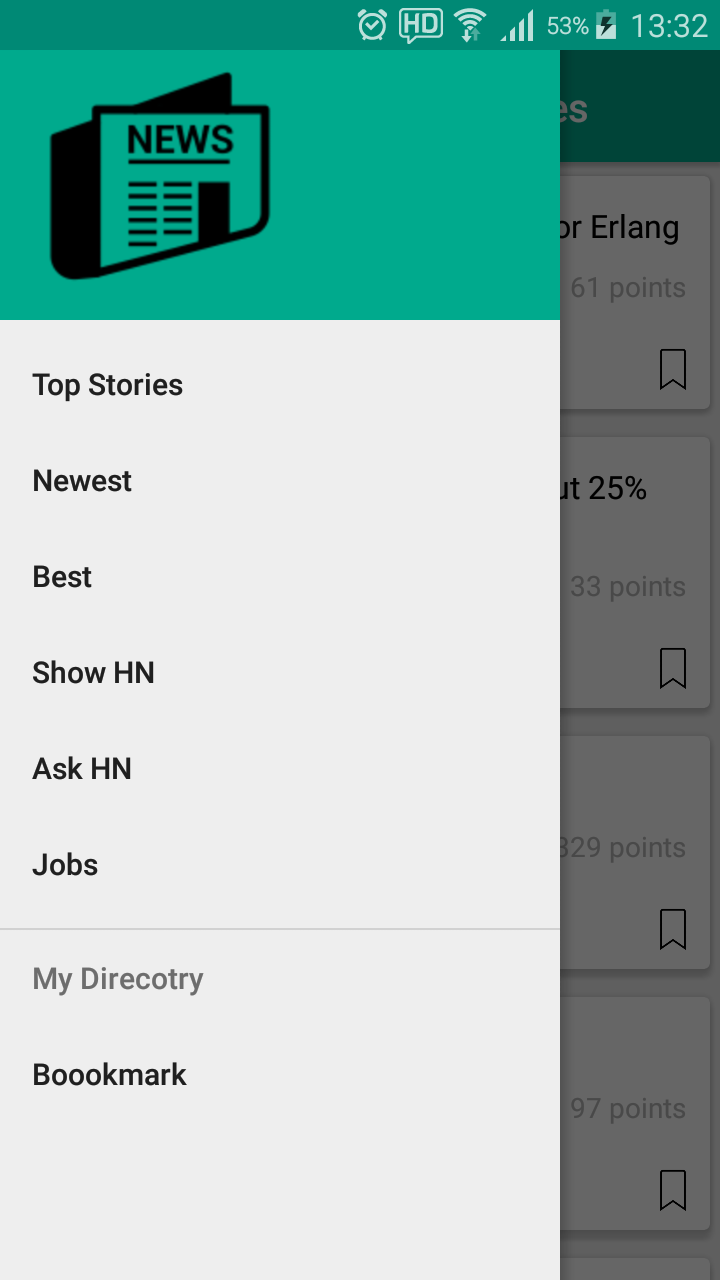 HD 53% 13:32
NEWS
es
or Erlang
61 points
Top Stories
Newest
ut 25%
Best
33 points
Show HN
Ask HN
329 points
Jobs
My Direcotry
Boookmark
97 points